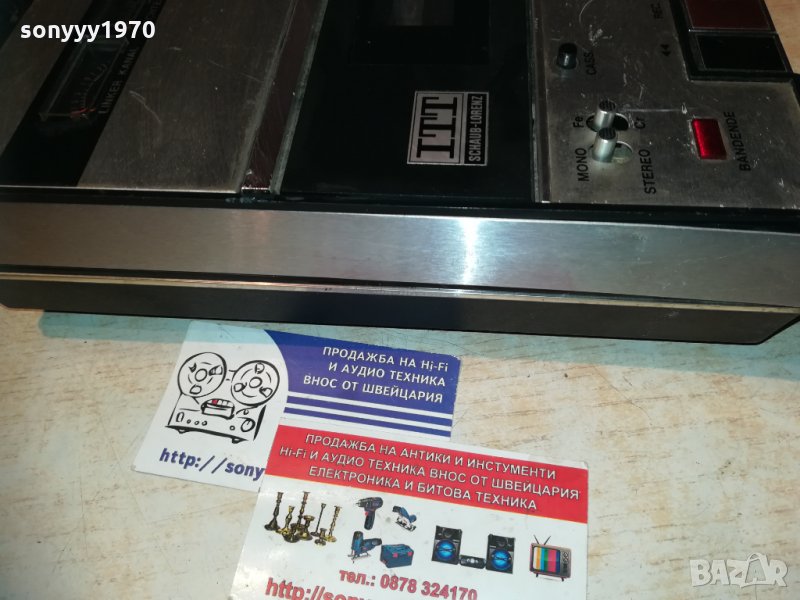 sonyyy1970
LINKER KANAL
ITT
SCHAUB-LORENZ
CASS
REC
Fe
Cr
MONO
STEREO
BANDENDE
ПРОДАЖБА НА Hi-Fi
И АУДИО ТЕХНИКА
ВНОС ОТ ШВЕЙЦАРИЯ
http://sony
ПРОДАЖБА НА АНТИКИ И ИНСТУМЕНТИ
Hi-Fi И АУДИО ТЕХНИКА ВНОС ОТ ШВЕЙЦАРИЯ
ЕЛЕКТРОНИКА И БИТОВА ТЕХНИКА
тел.: 0878 324170
http://sony
BAZAR